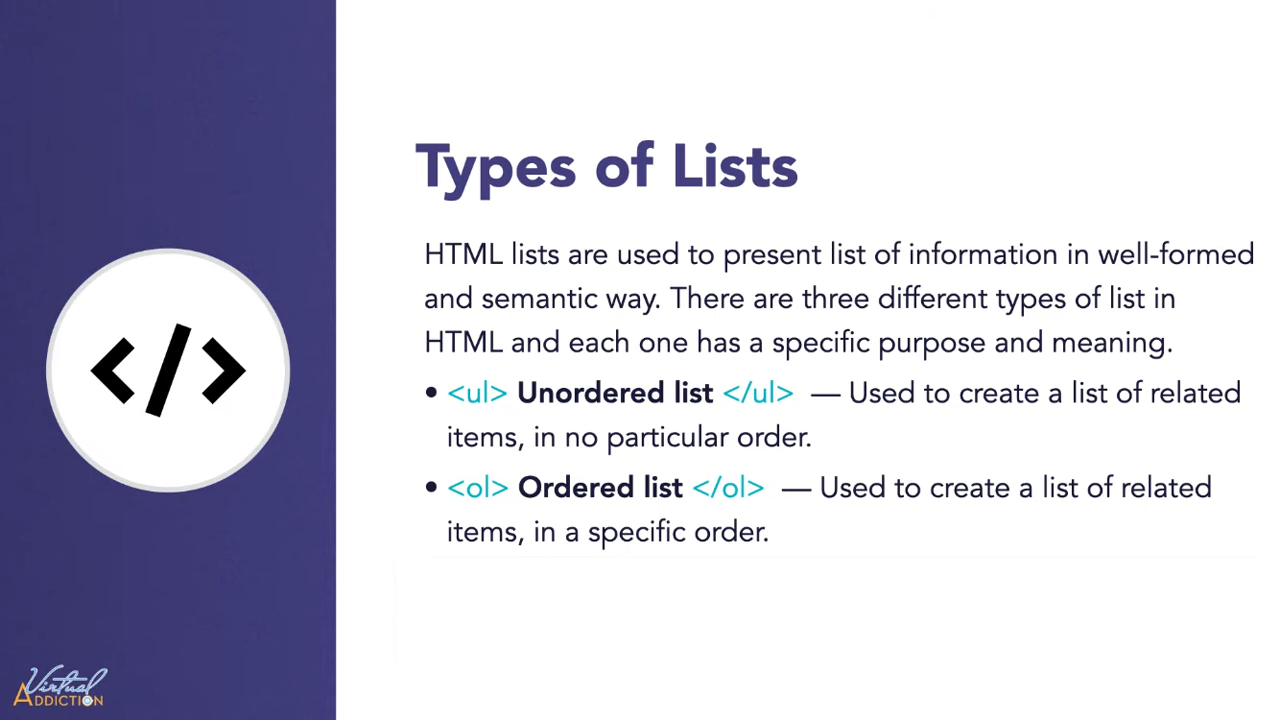 Types of Lists
HTML lists are used to present list of information in well-formed
and semantic way. There are three different types of list in
HTML and each one has a specific purpose and meaning.
• <ul> Unordered list </ul> — Used to create a list of related
items, in no particular order.
• <ol> Ordered list </ol> — Used to create a list of related
items, in a specific order.
</>
Virtual
ADDICTION